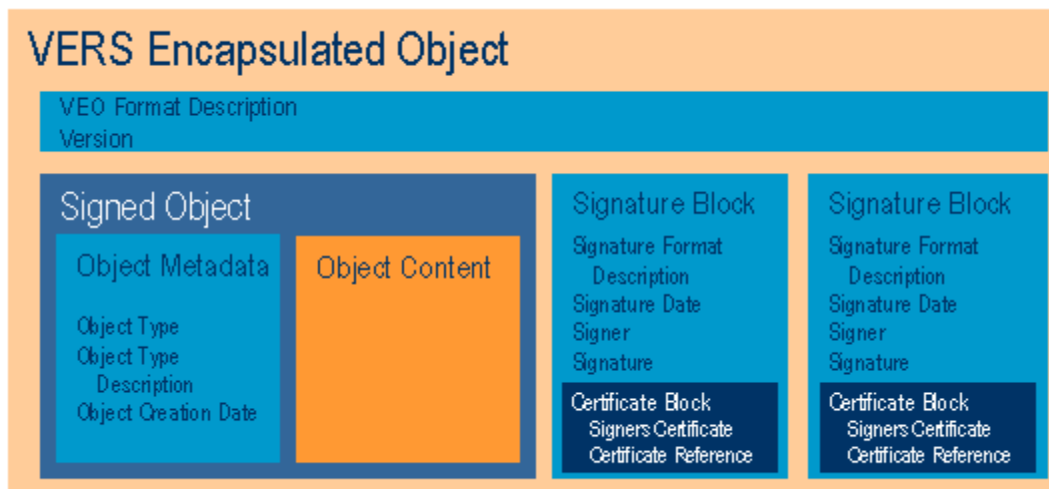 VERS Encapsulated Object
VEO Format Description
Version
Signed Object
Object Metadata
Object Type
Object Type
Description
Object Creation Date
Object Content
Signature Block
Signature Format
Description
Signature Date
Signer
Signature
Certificate Block
Signers Certificate
Certificate Reference
Signature Block
Signature Format
Description
Signature Date
Signer
Signature
Certificate Block
Signers Certificate
Certificate Reference